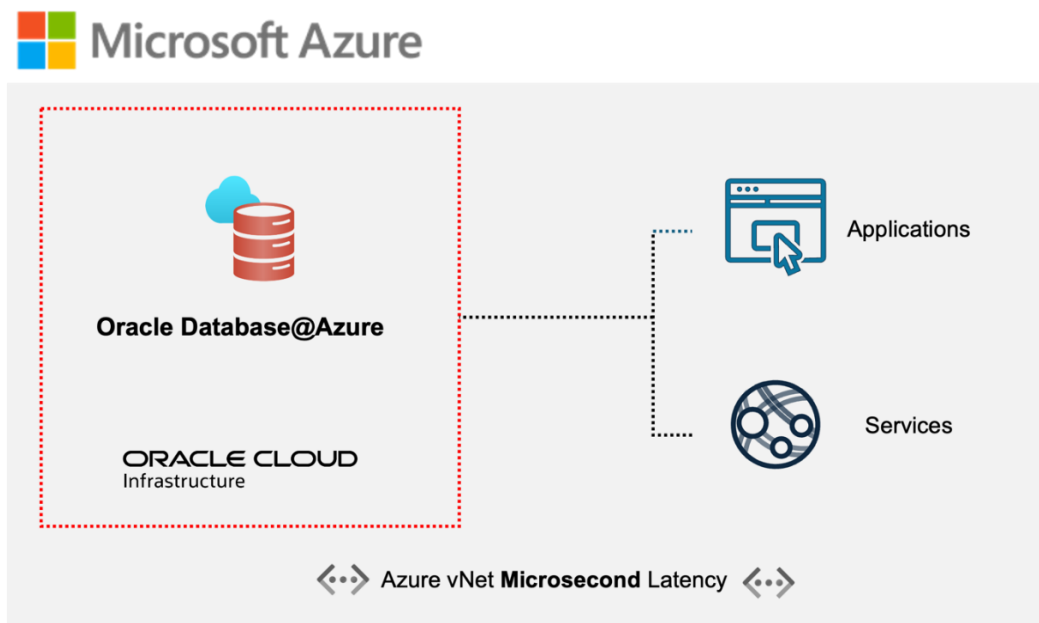 Microsoft Azure
Applications
Oracle Database@Azure
Services
ORACLE CLOUD
Infrastructure
Azure vNet Microsecond Latency